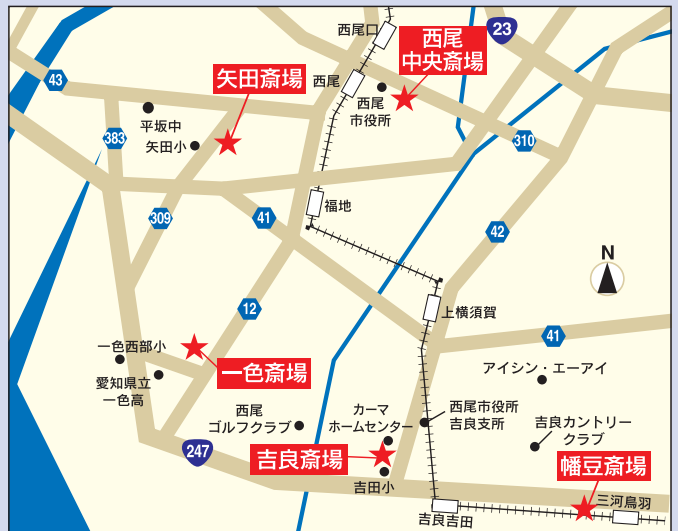 西尾口
23
西尾
中央斎場
43
矢田斎場
西尾
西尾
市役所
平坂中
矢田小
383
310
福地
309
41
42
N
12
上横須賀
41
一色西部小
一色斎場
愛知県立
一色高
アイシン・エーアイ
西尾
ゴルフクラブ
カーマ
ホームセンター
西尾市役所
吉良支所
吉良カントリー
クラブ
247
吉良斎場
幡豆斎場
吉田小
三河鳥羽
吉良吉田